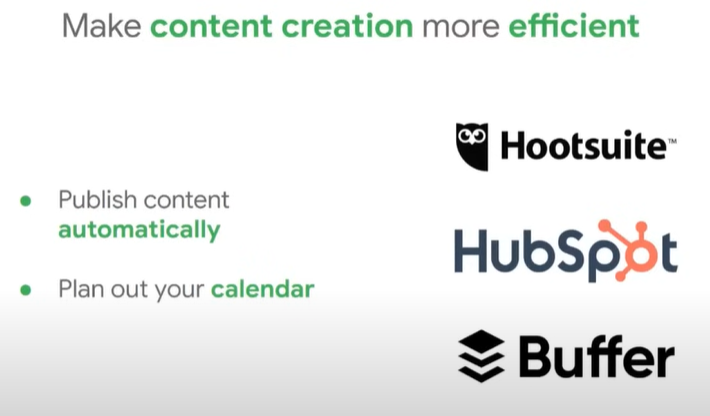 Make content creation more efficient
Hootsuite™
• Publish content
automatically
HubSpot
• Plan out your calendar
Buffer